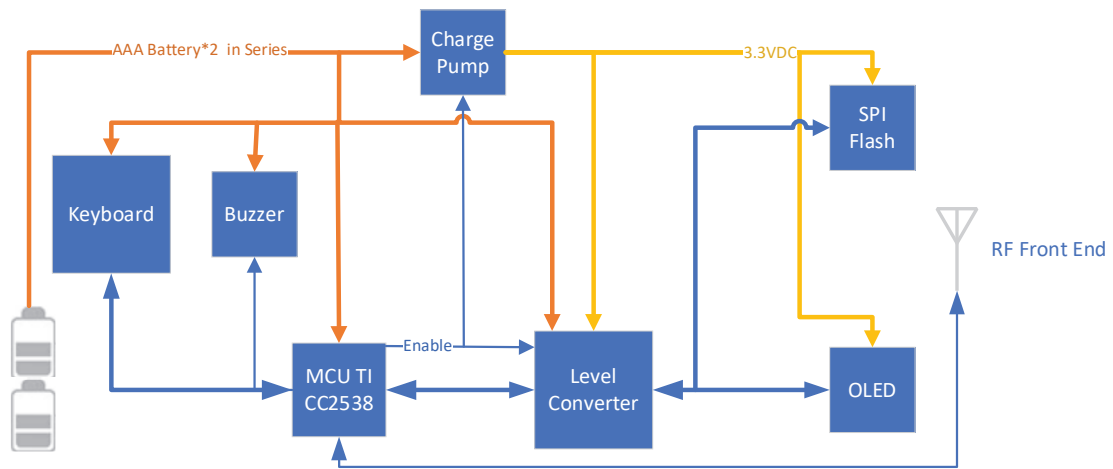 AAA Battery*2  in Series
Charge
Pump
3.3VDC
SPI
Flash
Keyboard
Buzzer
RF Front End
Enable
MCU TI
CC2538
Level
Converter
OLED